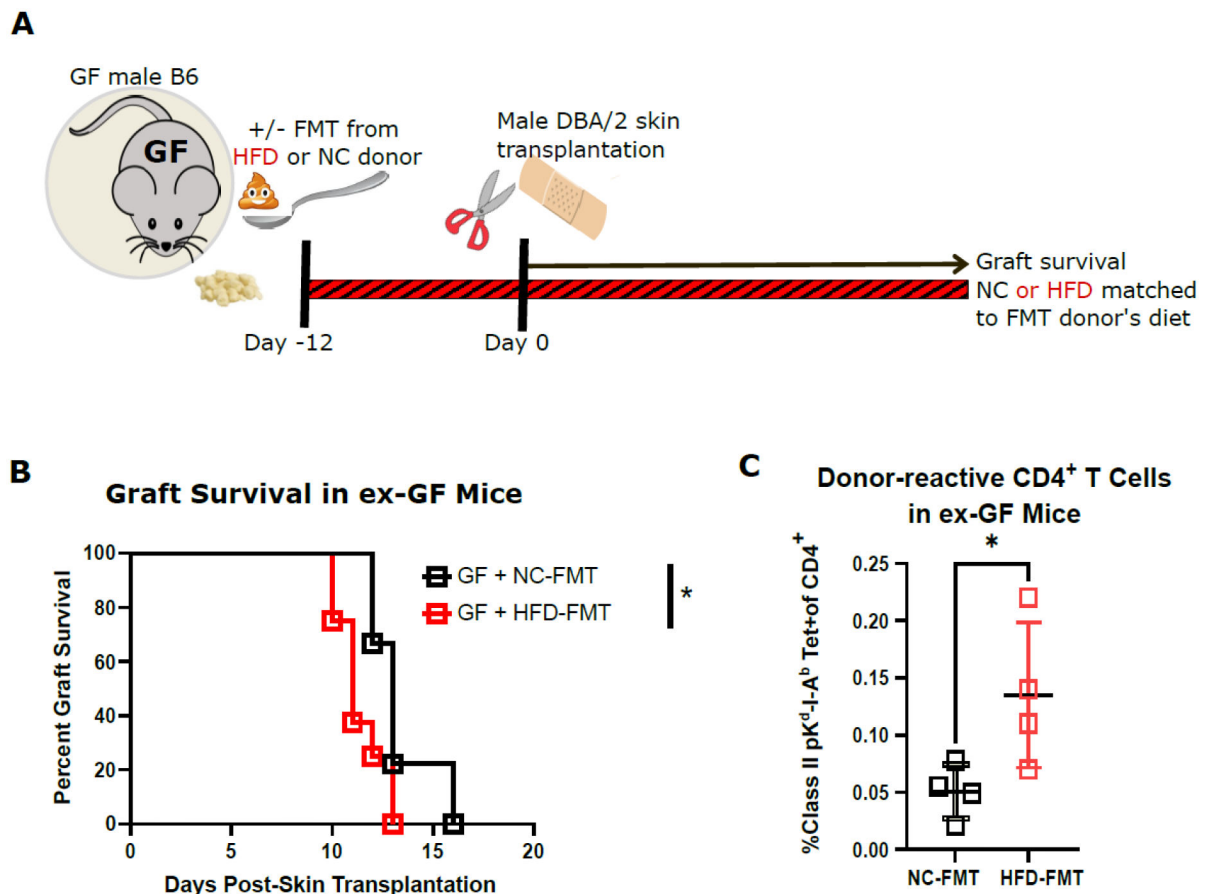 A
GF male B6
GF
+/- FMT from
HFD or NC donor
Male DBA/2 skin
transplantation
Graft survival
NC or HFD matched
to FMT donor's diet
Day -12
Day 0
B
Graft Survival in ex-GF Mice
Percent Graft Survival
100
80
60
40
20
0
0
5
10
15
20
Days Post-Skin Transplantation
GF + NC-FMT
GF + HFD-FMT
*
C
Donor-reactive CD4⁺ T Cells
in ex-GF Mice
*
%Class II pKᵈ-I-Aᵇ Tet+of CD4⁺
0.25
0.20
0.15
0.10
0.05
0.00
NC-FMT
HFD-FMT